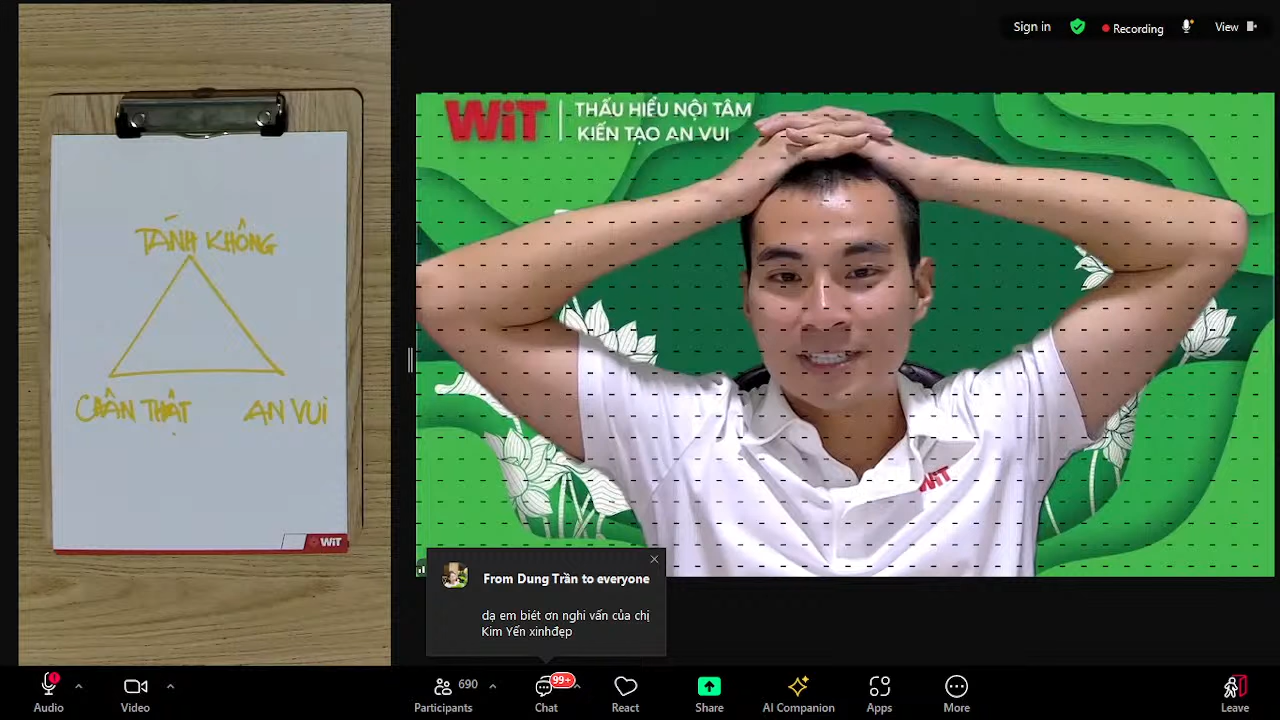 Sign in
Recording
View
WiT
THẤU HIỂU NỘI TÂM
KIẾN TẠO AN VUI
TÁNH KHÔNG
CHÂN THẬT
AN VUI
WiT
WiT
From Dung Trần to everyone
dạ em biét ơn nghi vấn của chị
Kim Yến xinhđẹp
Audio
Video
690
Participants
99+
Chat
React
Share
AI Companion
Apps
More
Leave